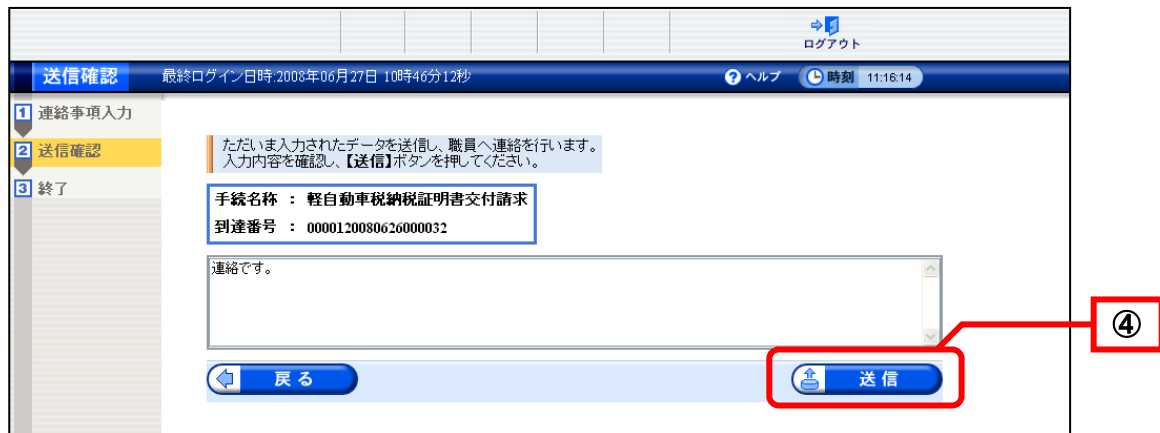 ログアウト
送信確認 最終ログイン日時:2008年06月27日 10時46分12秒 ? ヘルプ 時刻 11:16:14
1 連絡事項入力
2 送信確認
3 終了
ただいま入力されたデータを送信し、職員へ連絡を行います。
入力内容を確認し、【送信】ボタンを押してください。
手続名称 : 軽自動車税納税証明書交付請求
到達番号 : 0000120080626000032
連絡です。
④
戻る 送信